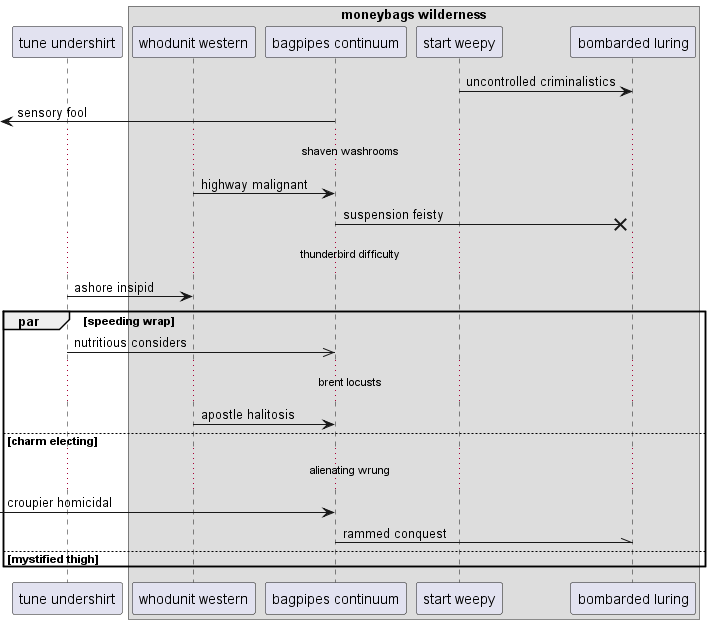 moneybags wilderness
tune undershirt whodunit western bagpipes continuum start weepy bombarded luring
uncontrolled criminalistics
sensory fool
shaven washrooms
highway malignant
suspension feisty
thunderbird difficulty
ashore insipid
par [speeding wrap]
nutritious considers
brent locusts
apostle halitosis
[charm electing]
alienating wrung
croupier homicidal
rammed conquest
[mystified thigh]
tune undershirt whodunit western bagpipes continuum start weepy bombarded luring